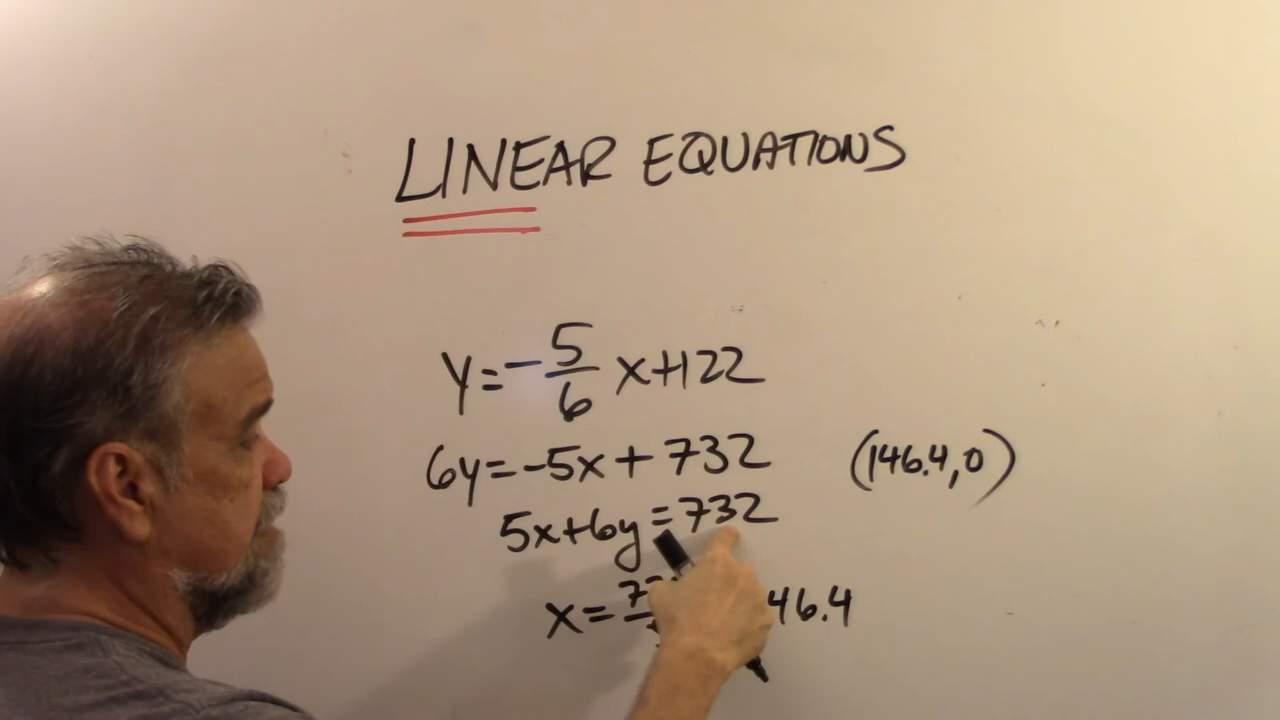 LINEAR EQUATIONS
y=-5/6 x+122
6y=-5x+732
(146.4,0)
5x+6y=732
x=7 46.4